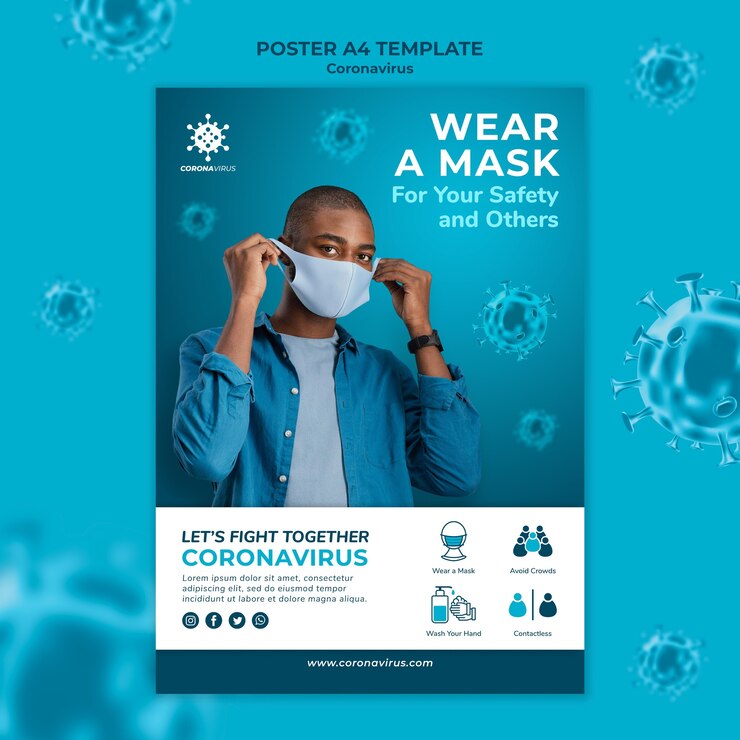 POSTER A4 TEMPLATE
Coronavirus
CORONAVIRUS
WEAR
A MASK
For Your Safety
and Others
LET'S FIGHT TOGETHER
CORONAVIRUS
Lorem ipsum dolor sit amet, consectetur
adipiscing elit, sed do eiusmod tempor
incididunt ut labore et dolore magna aliqua.
Wear a Mask
Avoid Crowds
Wash Your Hand
Contactless
www.coronavirus.com